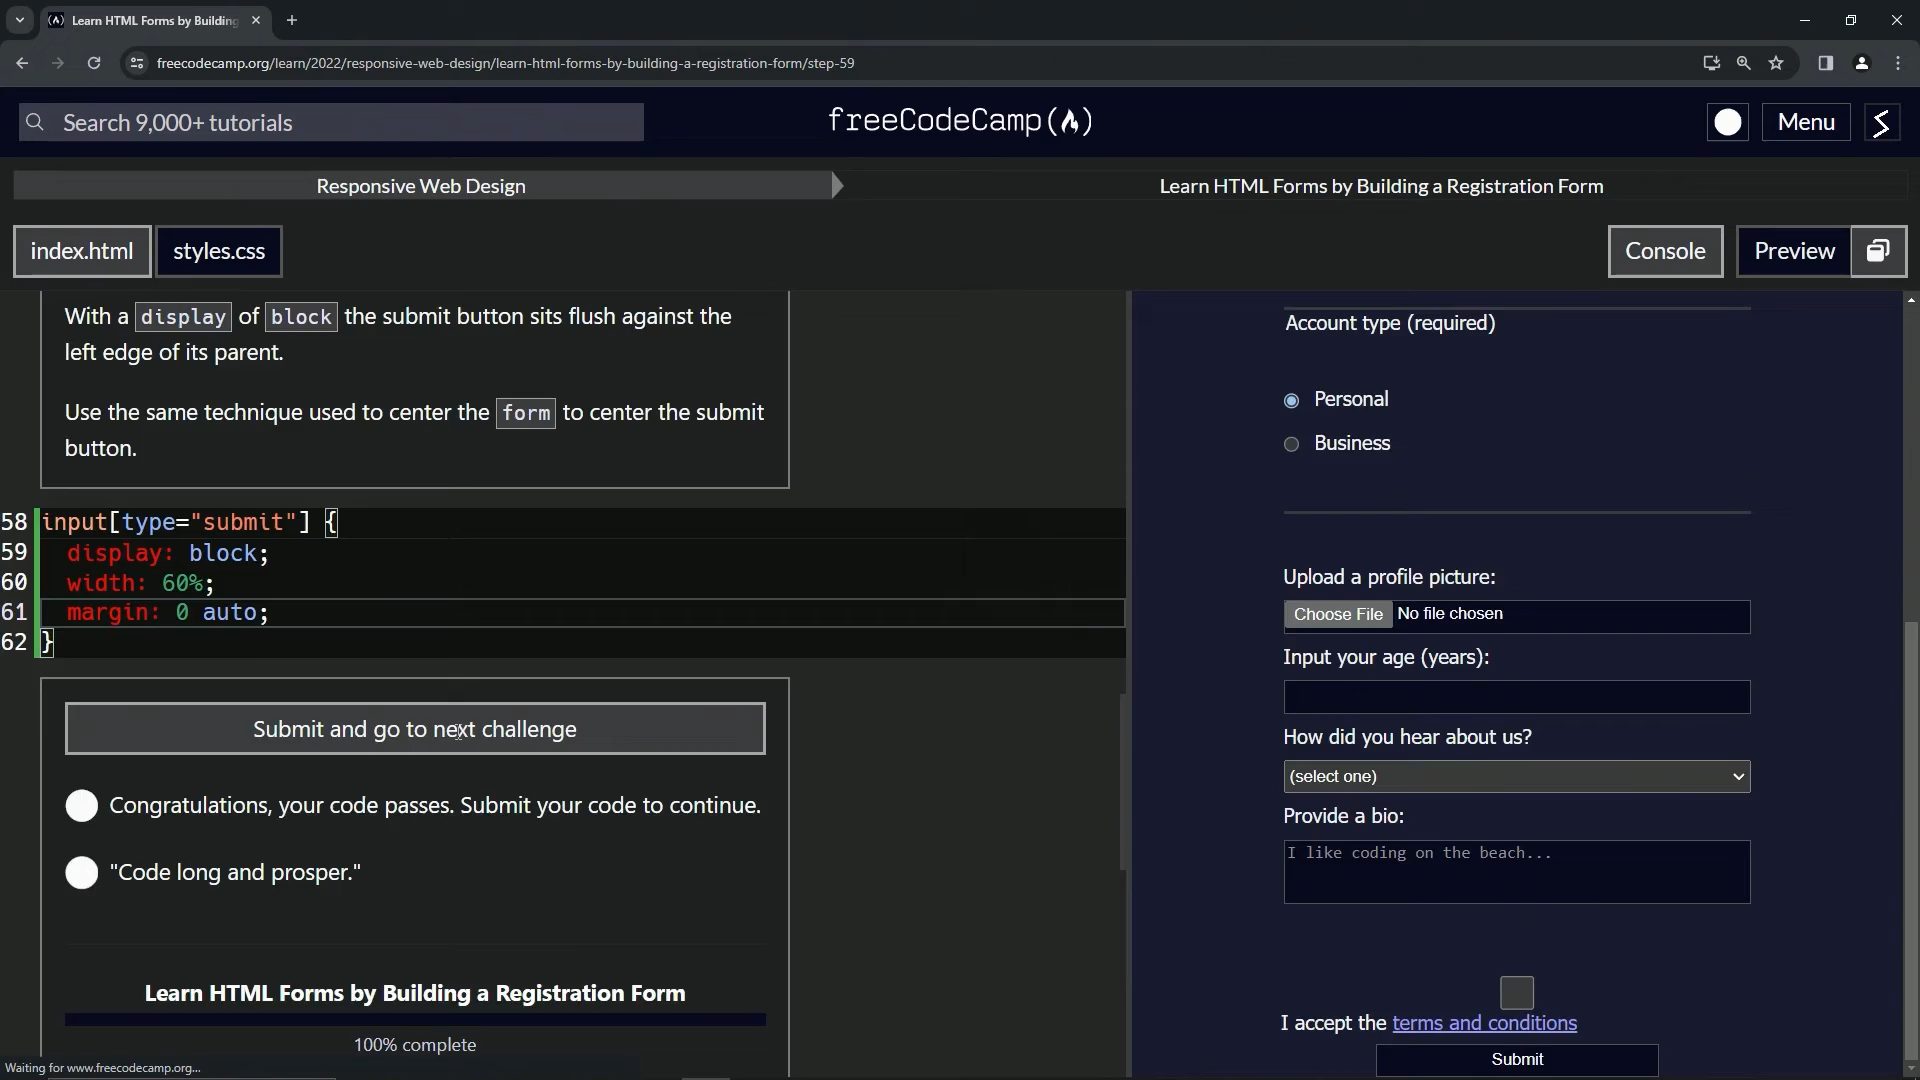 Learn HTML Forms by Building
freecodecamp.org/learn/2022/responsive-web-design/learn-html-forms-by-building-a-registration-form/step-59
Search 9,000+ tutorials
freeCodeCamp
Menu
Responsive Web Design
Learn HTML Forms by Building a Registration Form
index.html
styles.css
Console
Preview
With a display of block the submit button sits flush against the
left edge of its parent.
Use the same technique used to center the form to center the submit
button.
58 input[type="submit"] {
59 display: block;
60 width: 60%;
61 margin: 0 auto;
62 }
Submit and go to next challenge
Congratulations, your code passes. Submit your code to continue.
"Code long and prosper."
Learn HTML Forms by Building a Registration Form
100% complete
Waiting for www.freecodecamp.org...
Account type (required)
Personal
Business
Upload a profile picture:
Choose File No file chosen
Input your age (years):
How did you hear about us?
(select one)
Provide a bio:
I like coding on the beach...
I accept the terms and conditions
Submit